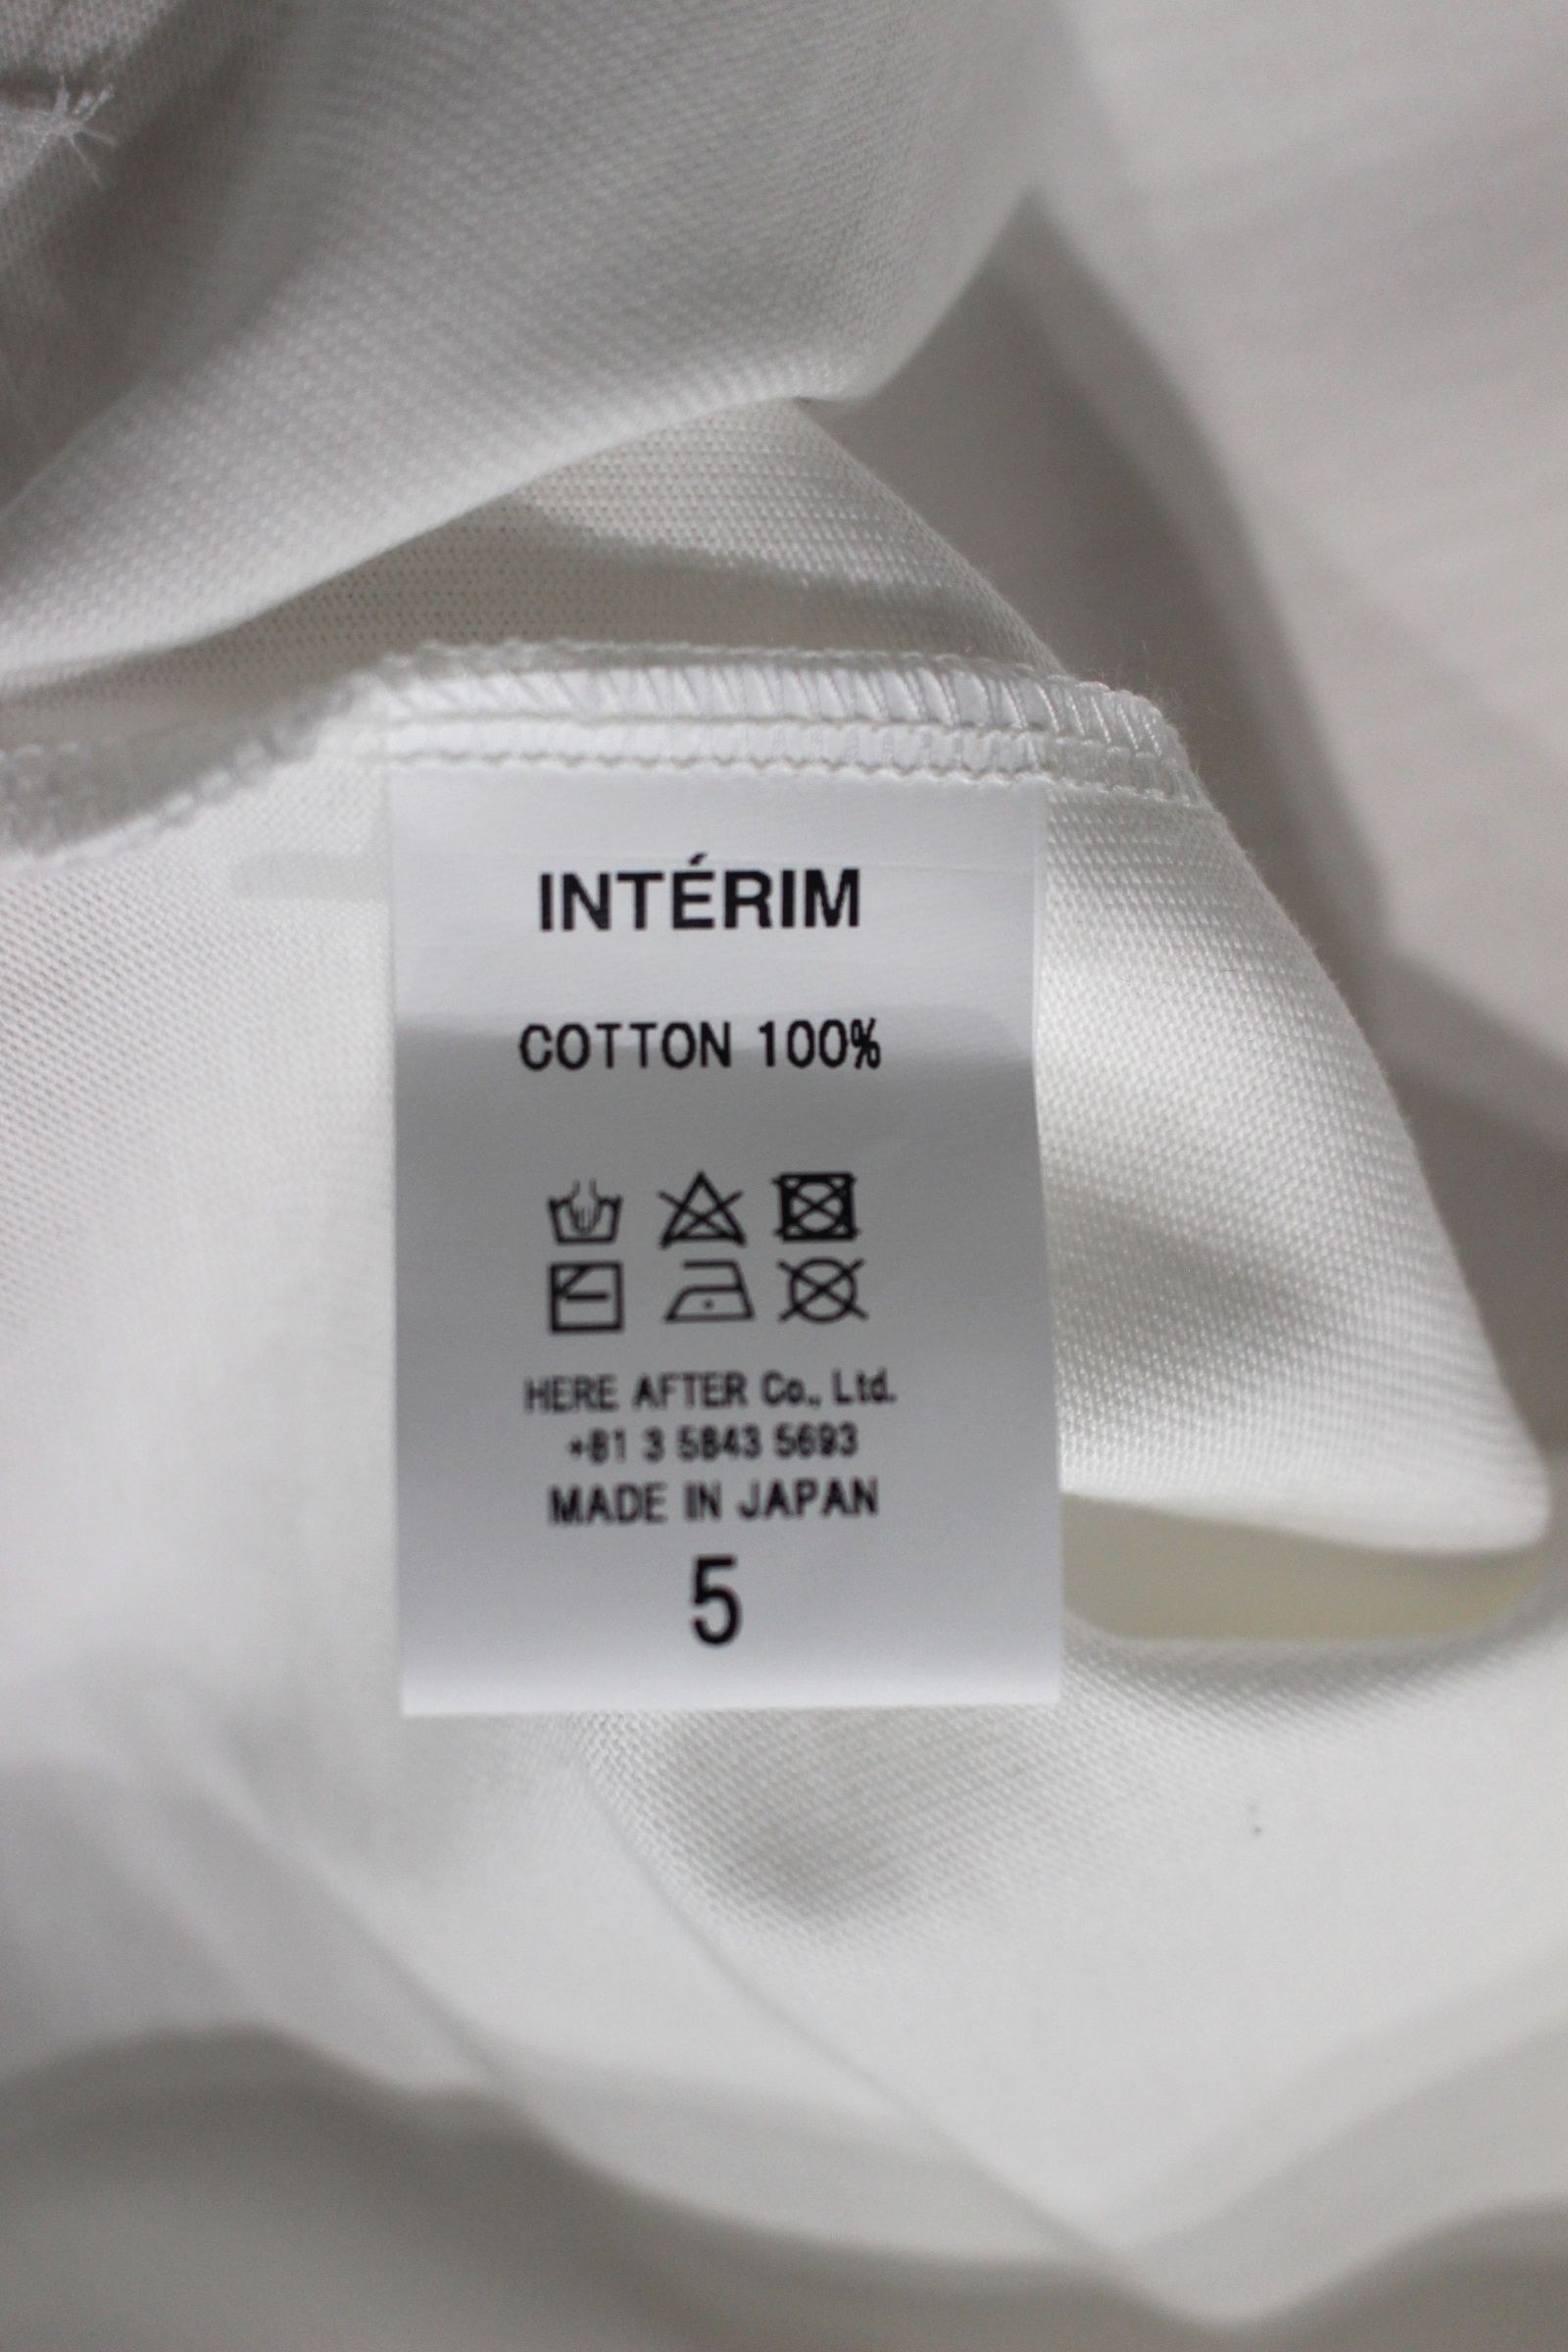 INTÉRIM
COTTON 100%
HERE AFTER Co., Ltd.
+81 3 5843 5693
MADE IN JAPAN
5